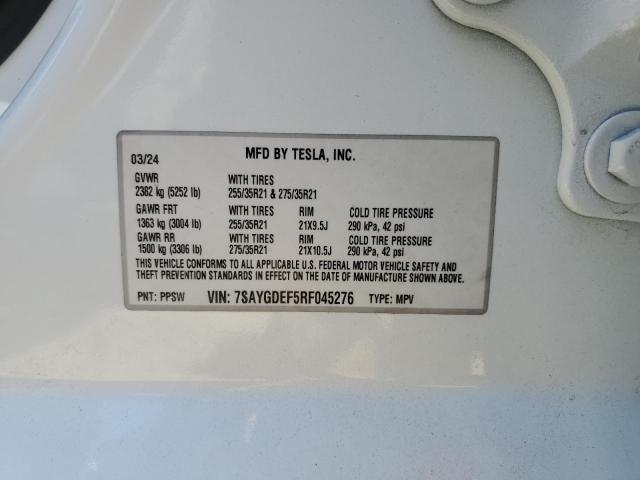 03/24 MFD BY TESLA, INC.
GVWR WITH TIRES
2382 kg (5252 lb) 255/35R21 & 275/35R21
GAWR FRT WITH TIRES RIM COLD TIRE PRESSURE
1363 kg (3004 lb) 255/35R21 21X9.5J 290 kPa, 42 psi
GAWR RR WITH TIRES RIM COLD TIRE PRESSURE
1500 kg (3306 lb) 275/35R21 21X10.5J 290 kPa, 42 psi
THIS VEHICLE CONFORMS TO ALL APPLICABLE U.S. FEDERAL MOTOR VEHICLE SAFETY AND
THEFT PREVENTION STANDARDS IN EFFECT ON THE DATE OF MANUFACTURE SHOWN ABOVE.
PNT: PPSW VIN: 7SAYGDEF5RF045276 TYPE: MPV